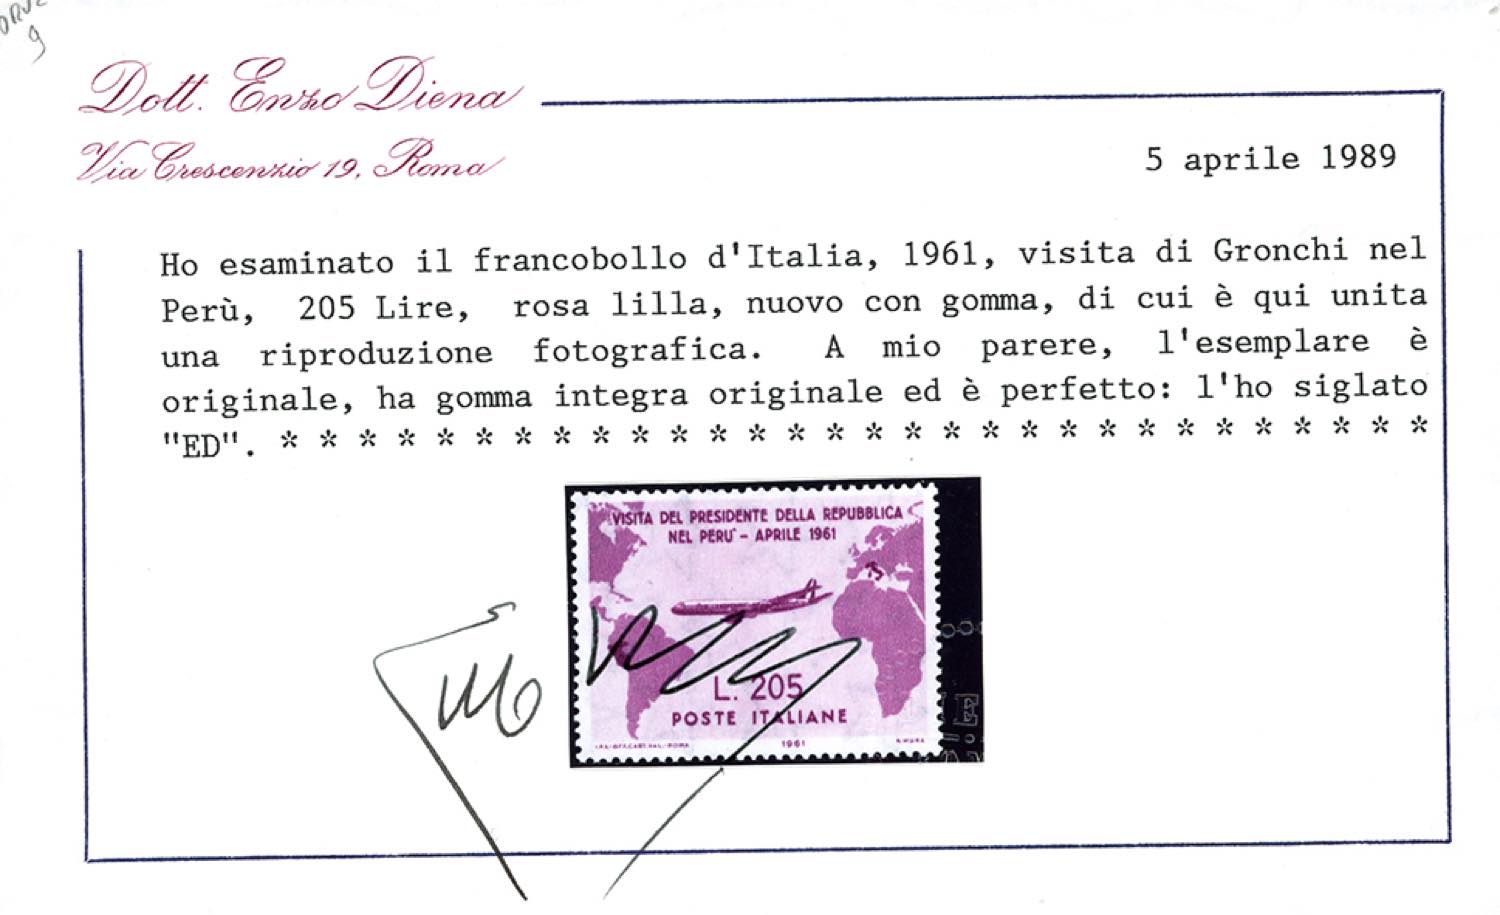 Dott. Enzo Diena
Via Crescenzio 19, Roma
5 aprile 1989
Ho esaminato il francobollo d'Italia, 1961, visita di Gronchi nel
Perù, 205 Lire, rosa lilla, nuovo con gomma, di cui è qui unita
una riproduzione fotografica. A mio parere, l'esemplare è
originale, ha gomma integra originale ed è perfetto: l'ho siglato
"ED". * * * * * * * * * * * * * * * * * * * * * * * * * * * * * *
VISITA DEL PRESIDENTE DELLA REPUBBLICA
NEL PERU' - APRILE 1961
L. 205
POSTE ITALIANE
1961